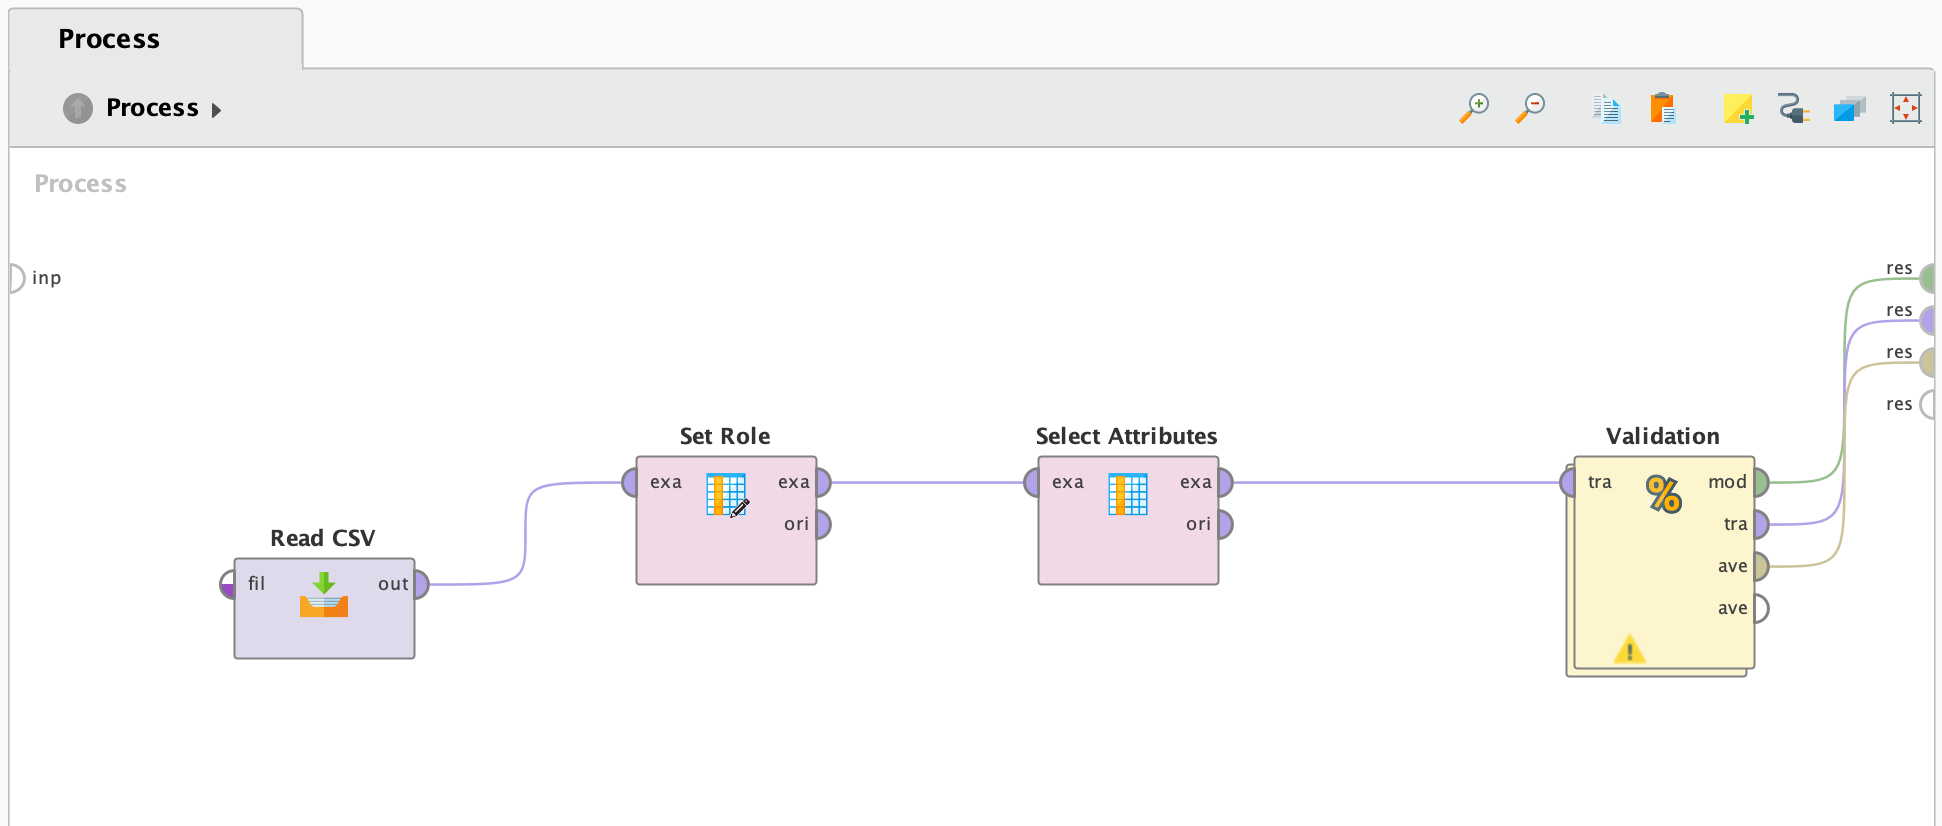 Process
Process
Process
inp
res
res
res
res
Read CSV
fil
out
Set Role
exa
exa
ori
Select Attributes
exa
exa
ori
Validation
tra
%
mod
tra
ave
ave